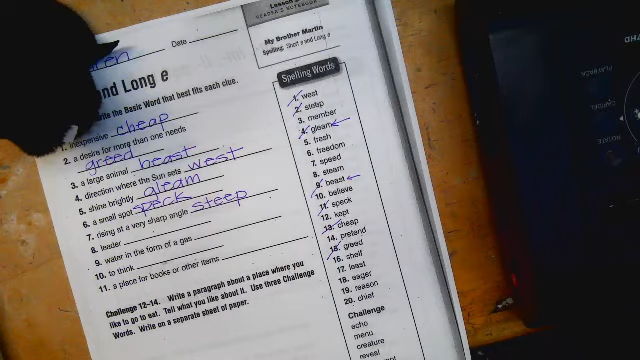 Lesson
READER'S NOTEBOOK
My Brother Martin
Spelling: Short e and Long e
Date
and Long e
write the Basic Word that best fits each clue.
1. inexpensive cheap
2. a desire for more than one needs
greed
3. a large animal beast
4. direction where the Sun sets west
5. shine brightly gleam
6. a small spot speck
7. rising at a very sharp angle steep
8. leader
9. water in the form of a gas
10. to think
11. a place for books or other items
Challenge 12–14. Write a paragraph about a place where you
like to go to eat. Tell what you like about it. Use three Challenge
Words. Write on a separate sheet of paper.
Spelling Words
1. west
2. steep
3. member
4. gleam
5. fresh
6. freedom
7. speed
8. steam
9. beast
10. believe
11. speck
12. kept
13. cheap
14. pretend
15. greed
16. shelf
17. least
18. eager
19. reason
20. chief
Challenge
echo
menu
creature
reveal